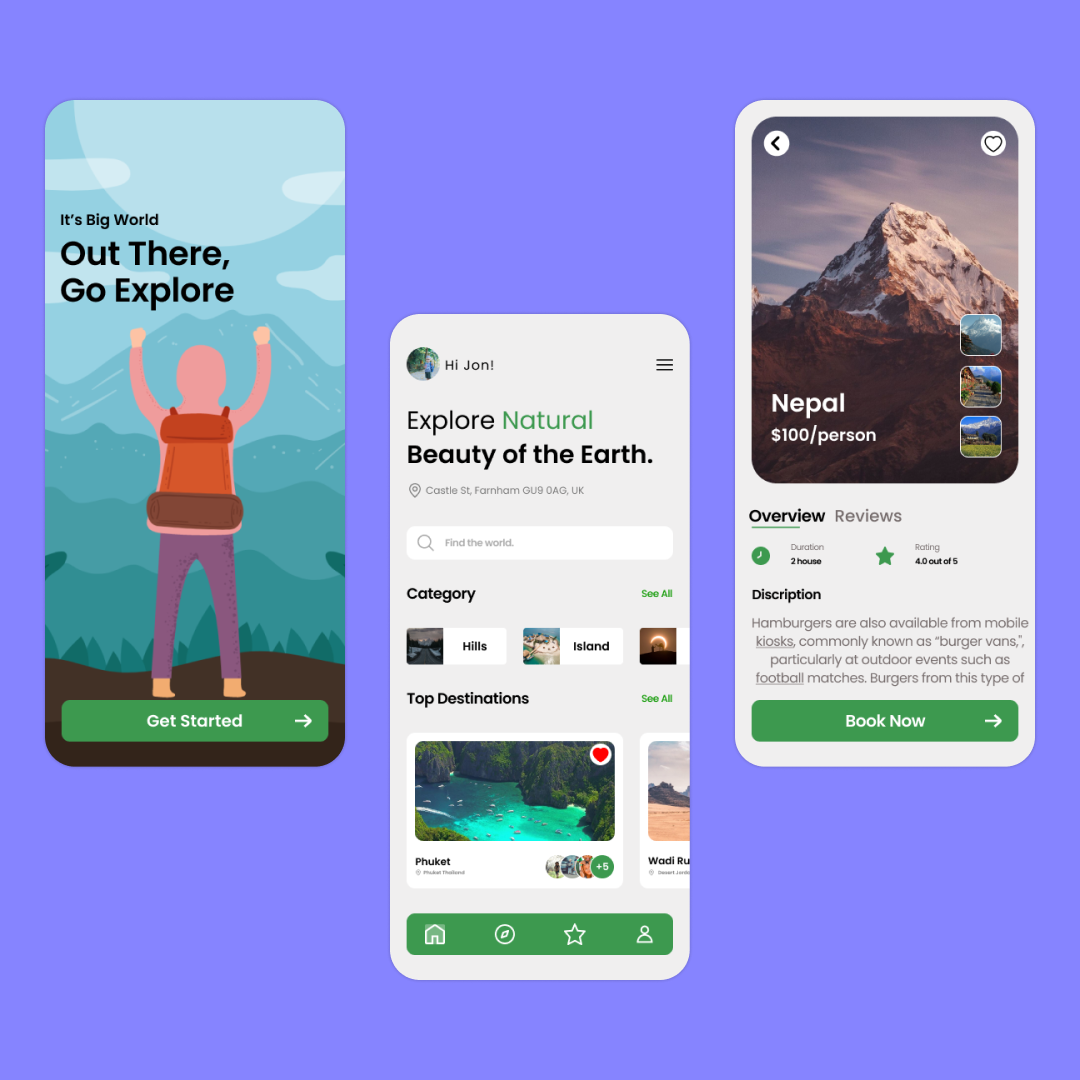 It's Big World
Out There,
Go Explore
Get Started
Hi Jon!
Explore Natural
Beauty of the Earth.
Castle St, Farnham GU9 0AG, UK
Find the world.
Category
See All
Hills
Island
Top Destinations
See All
Phuket
Phuket Thailand
+5
Wadi Ru
Desert Jorda
Nepal
$100/person
Overview
Reviews
Duration
2 house
Rating
4.0 out of 5
Discription
Hamburgers are also available from mobile
kiosks, commonly known as “burger vans,”,
particularly at outdoor events such as
football matches. Burgers from this type of
Book Now